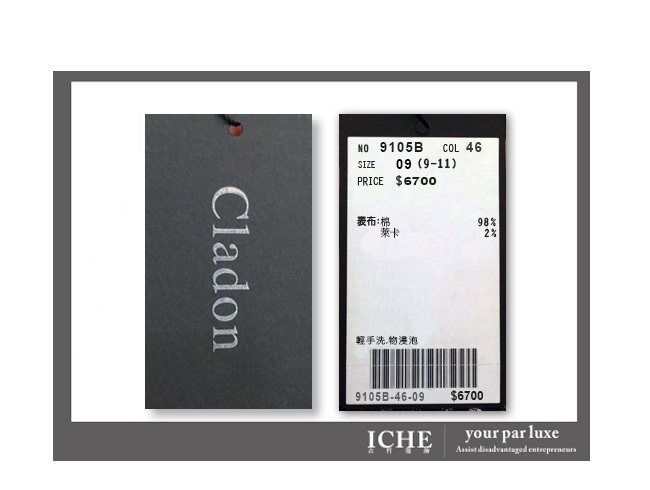 Cladon
NO 9105B COL 46
SIZE 09 (9-11)
PRICE $6700
表布:棉 98%
萊卡 2%
輕手洗.物浸泡
9105B-46-09 $6700
ICHE
your par luxe
Assist disadvantaged entrepreneurs